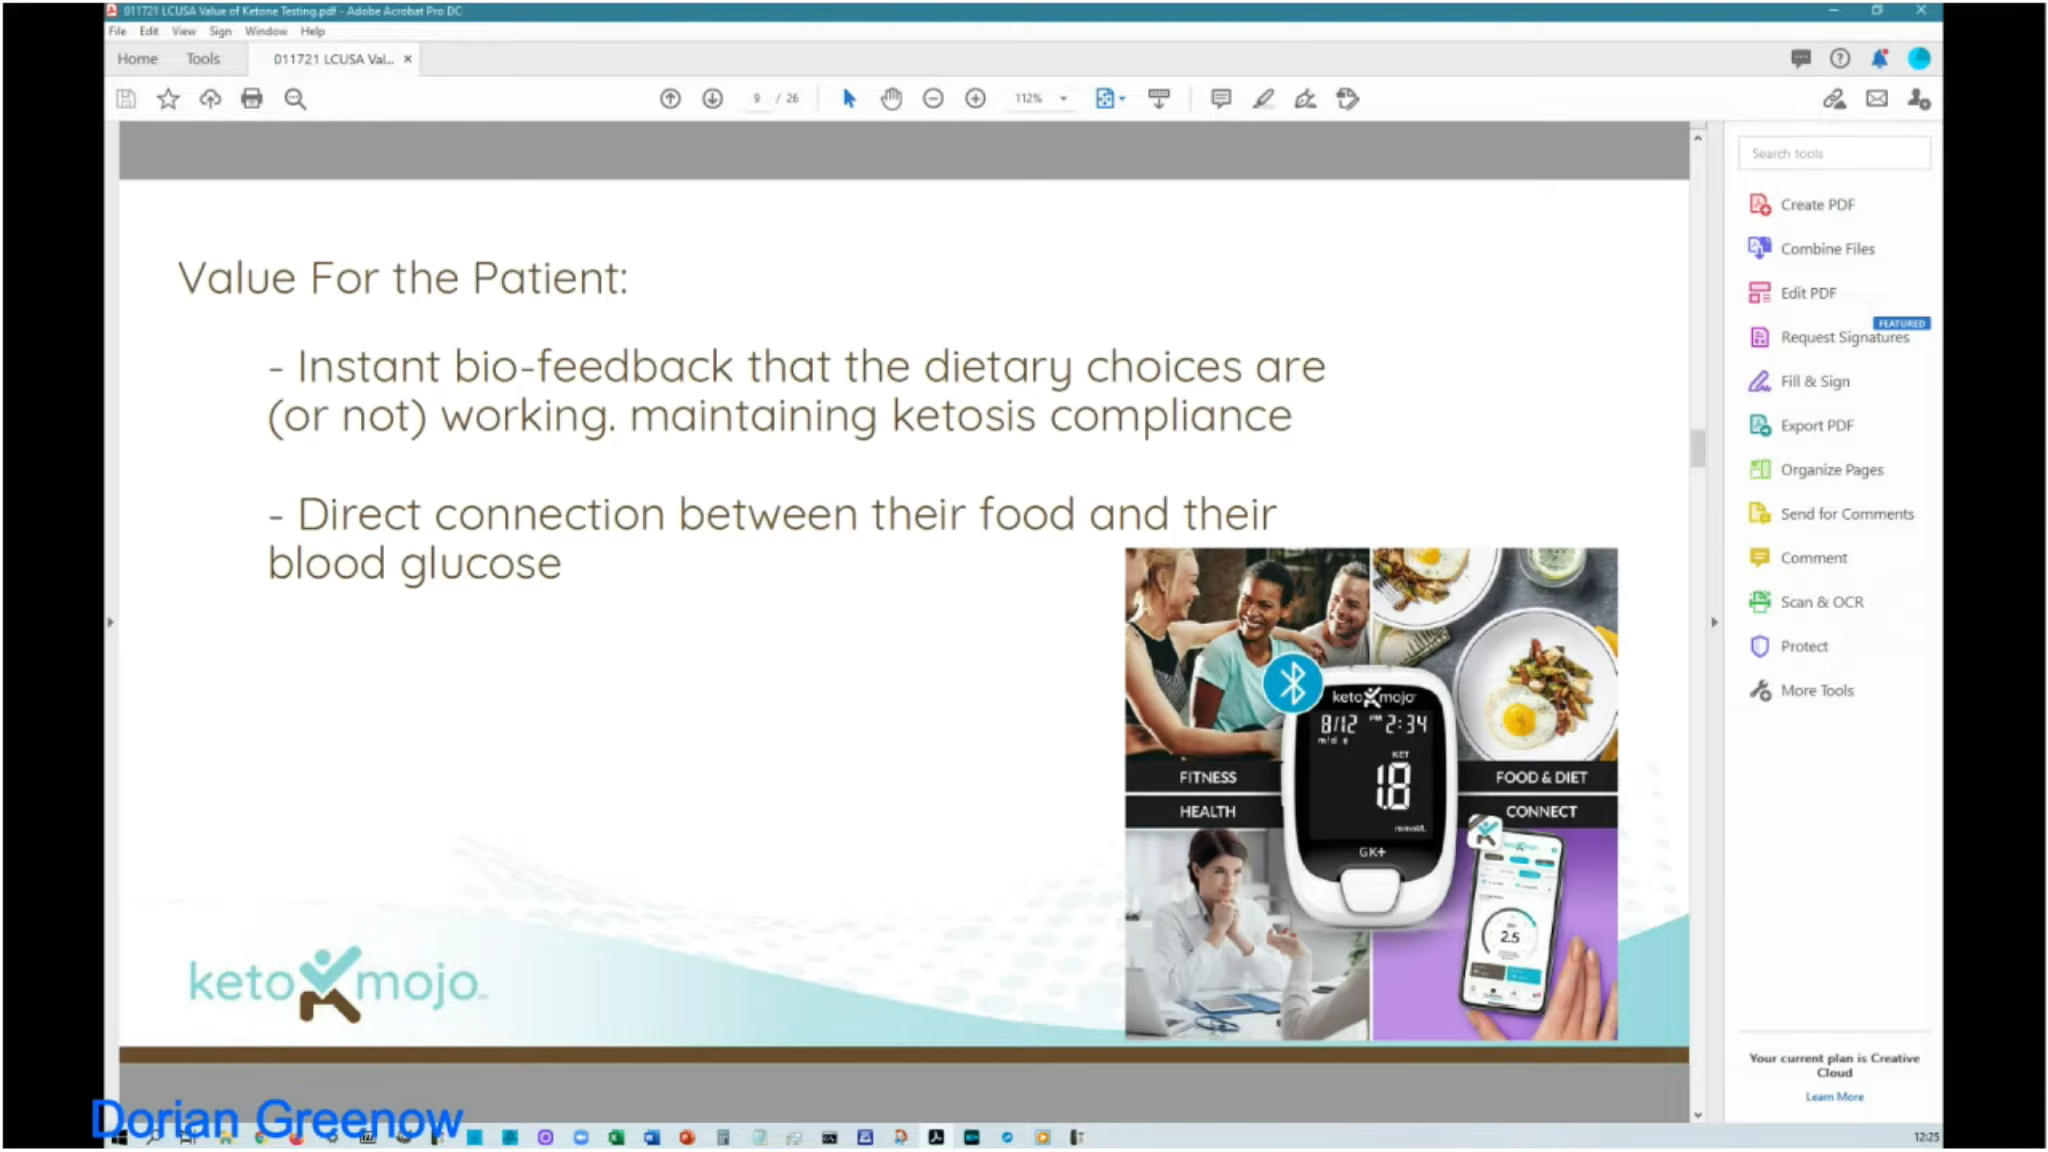 011721 LCUSA Value of Ketone Testing.pdf - Adobe Acrobat Pro DC
File Edit View Sign Window Help
Home Tools 011721 LCUSA Val... ×
9 / 26 112%
Search tools
Create PDF
Combine Files
Edit PDF
FEATURED
Request Signatures
Fill & Sign
Export PDF
Organize Pages
Send for Comments
Comment
Scan & OCR
Protect
More Tools
Your current plan is Creative
Cloud
Learn More
Value For the Patient:
- Instant bio-feedback that the dietary choices are
(or not) working. maintaining ketosis compliance
- Direct connection between their food and their
blood glucose
keto mojo
8/12 PM 2:34
KET
1.8
mmol/L
GK+
FITNESS
FOOD & DIET
HEALTH
CONNECT
2.5
keto mojo
Dorian Greenow
12:25